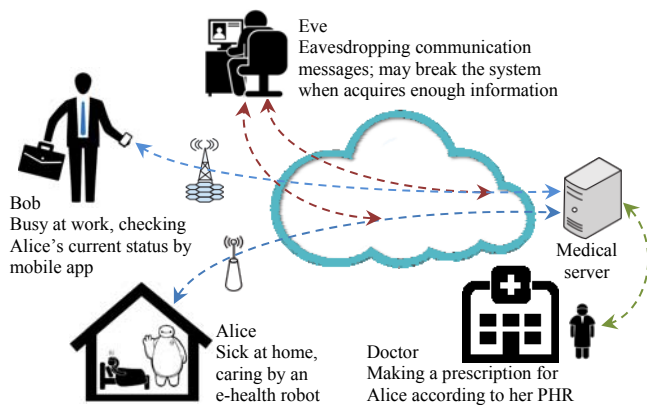 Eve
Eavesdropping communication
messages; may break the system
when acquires enough information
Bob
Busy at work, checking
Alice's current status by
mobile app
Medical
server
Alice
Sick at home,
caring by an
e-health robot
Doctor
Making a prescription for
Alice according to her PHR